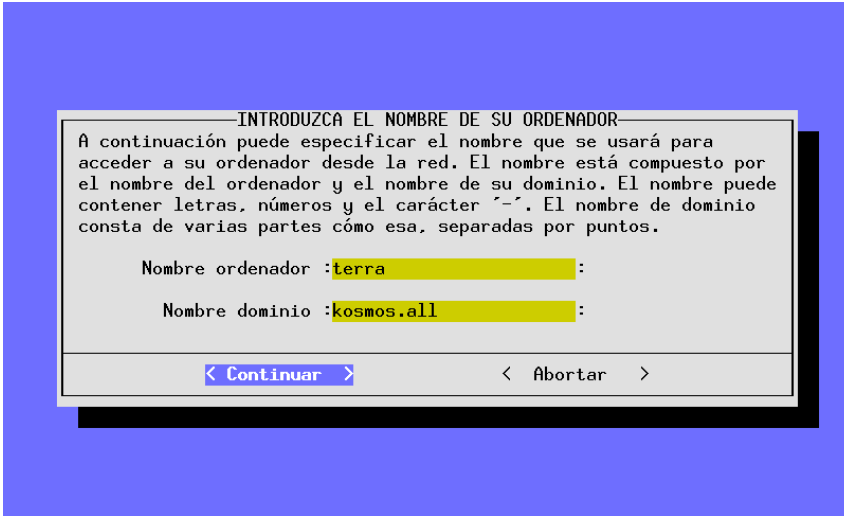 INTRODUZCA EL NOMBRE DE SU ORDENADOR
A continuación puede especificar el nombre que se usará para
acceder a su ordenador desde la red. El nombre está compuesto por
el nombre del ordenador y el nombre de su dominio. El nombre puede
contener letras, números y el carácter ´-´. El nombre de dominio
consta de varias partes cómo esa, separadas por puntos.
Nombre ordenador :terra :
Nombre dominio :kosmos.all :
< Continuar > < Abortar >